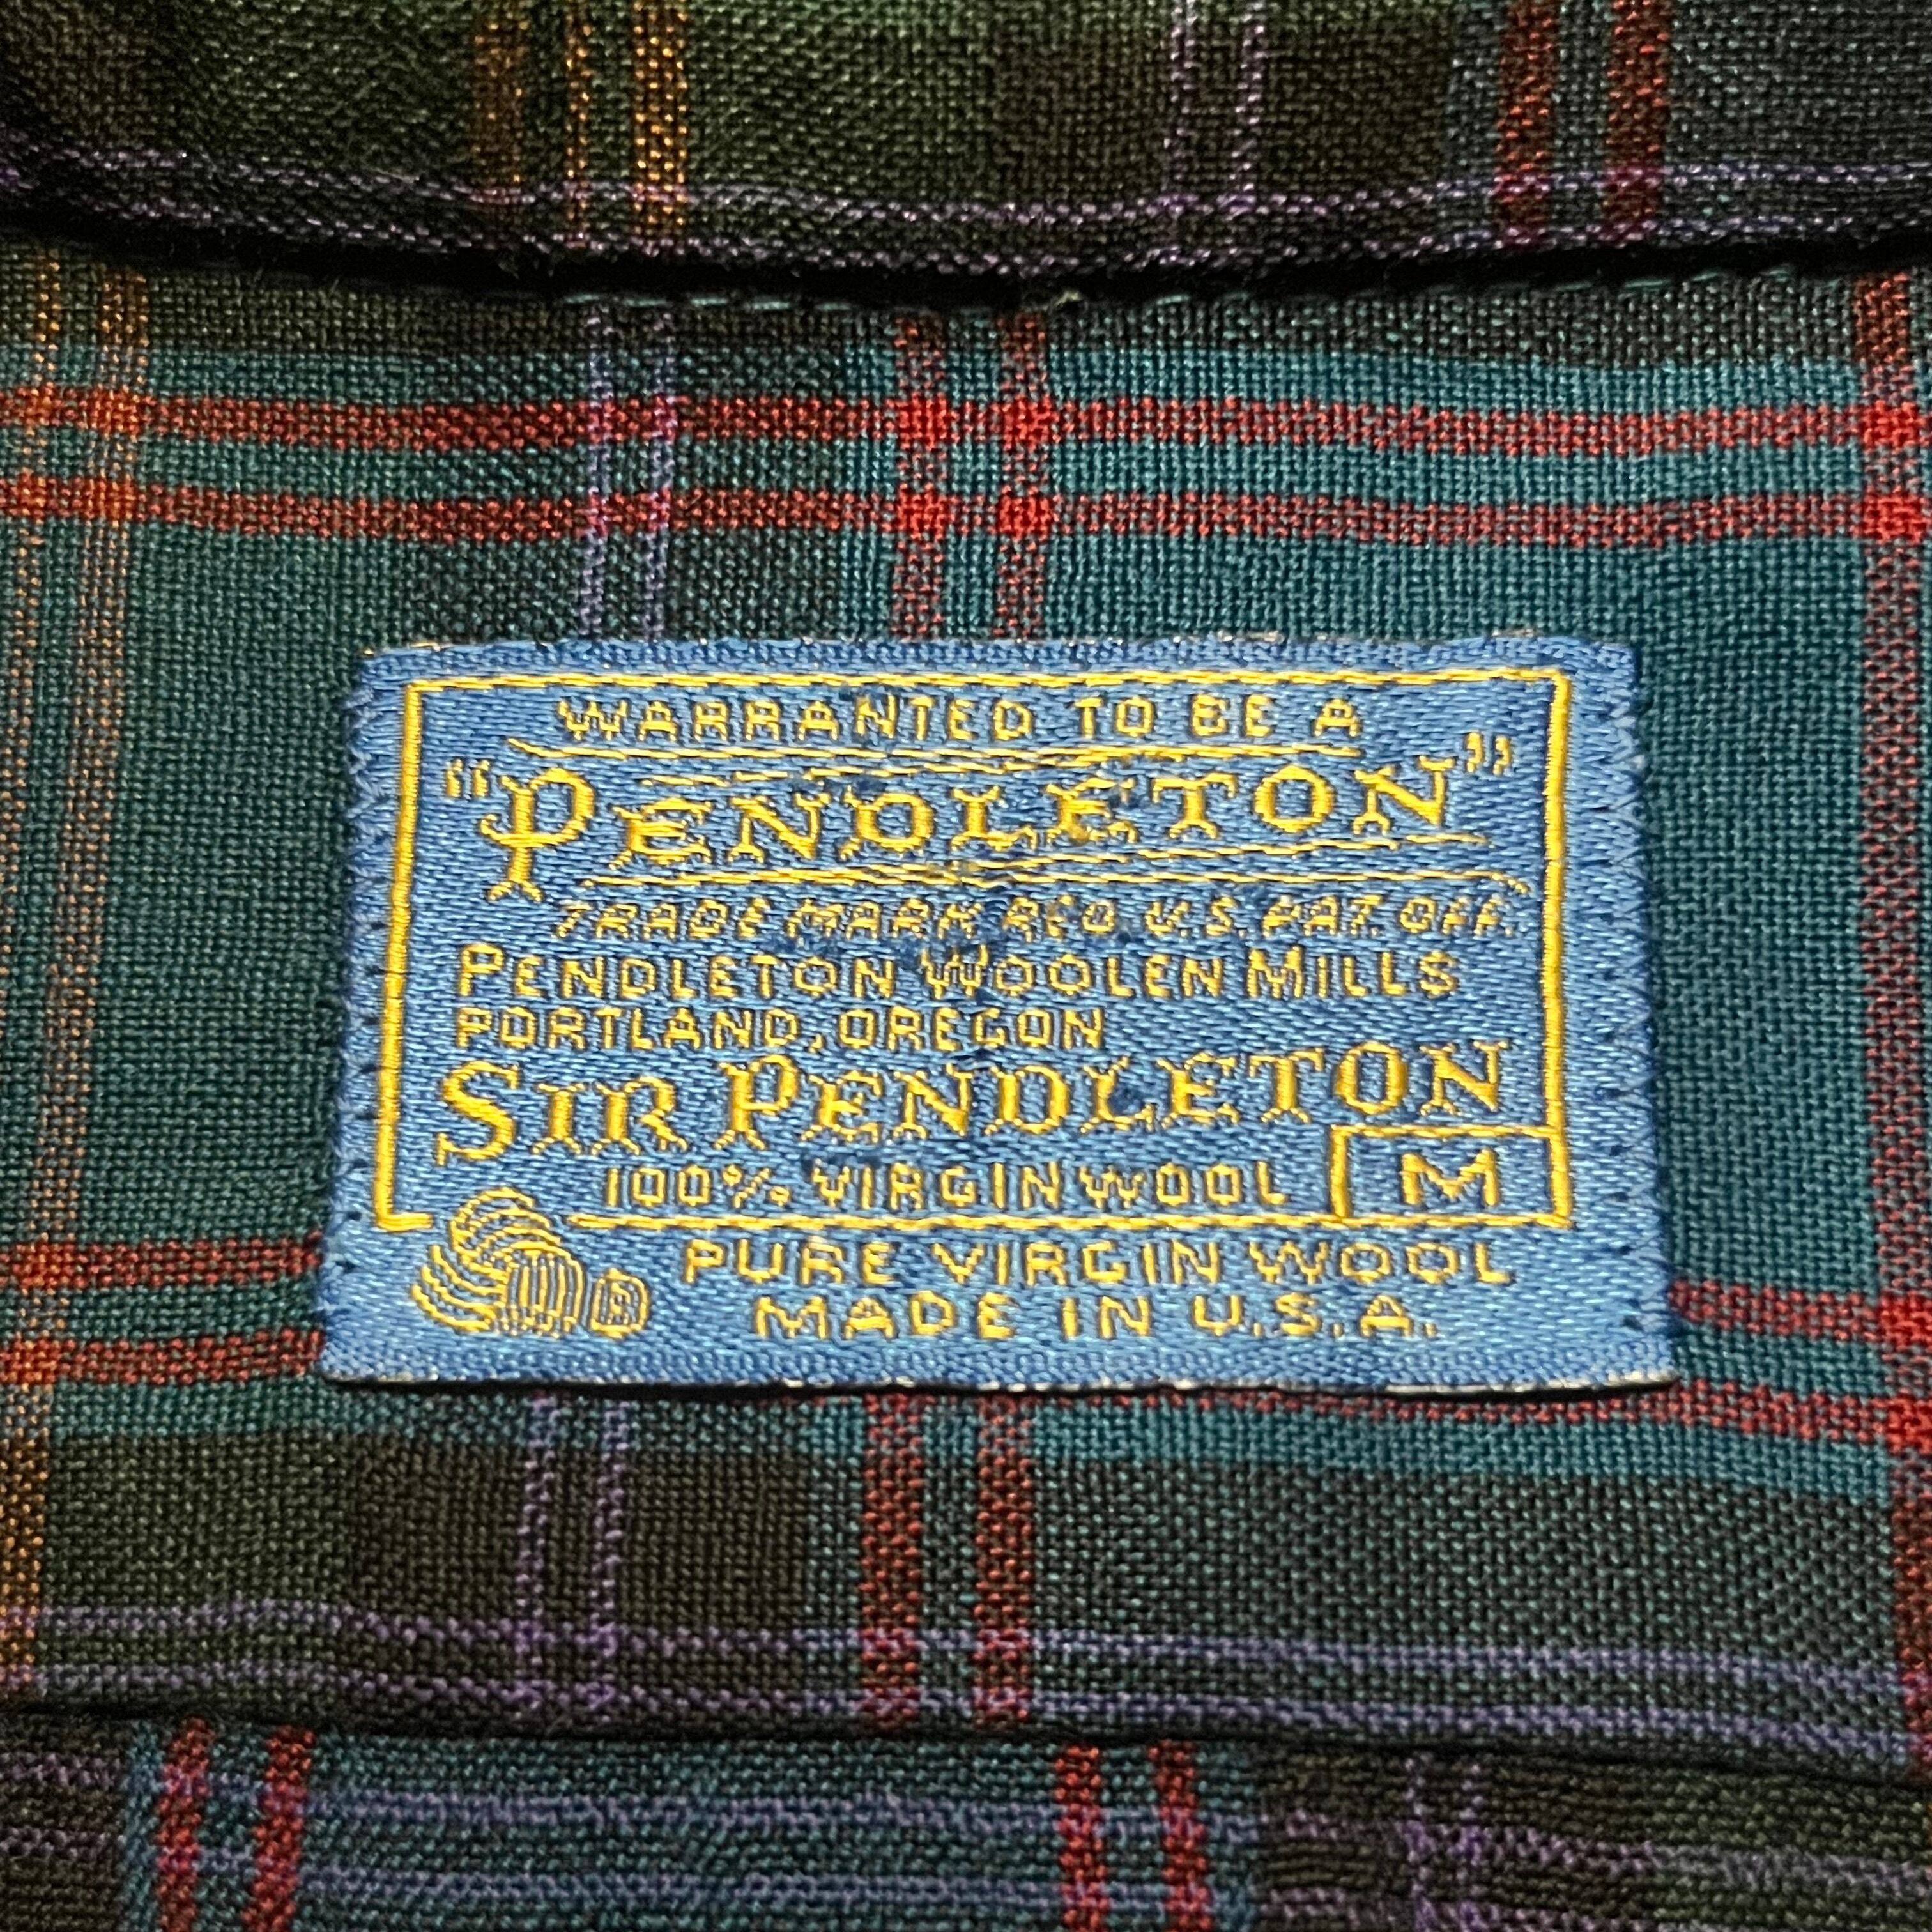 WARRANTED TO BE A
"PENDLETON"
TRADE MARK REG. U.S. PAT. OFF.
PENDLETON WOOLEN MILLS
PORTLAND, OREGON
SIR PENDLETON
100% VIRGIN WOOL M
® PURE VIRGIN WOOL
MADE IN U.S.A.